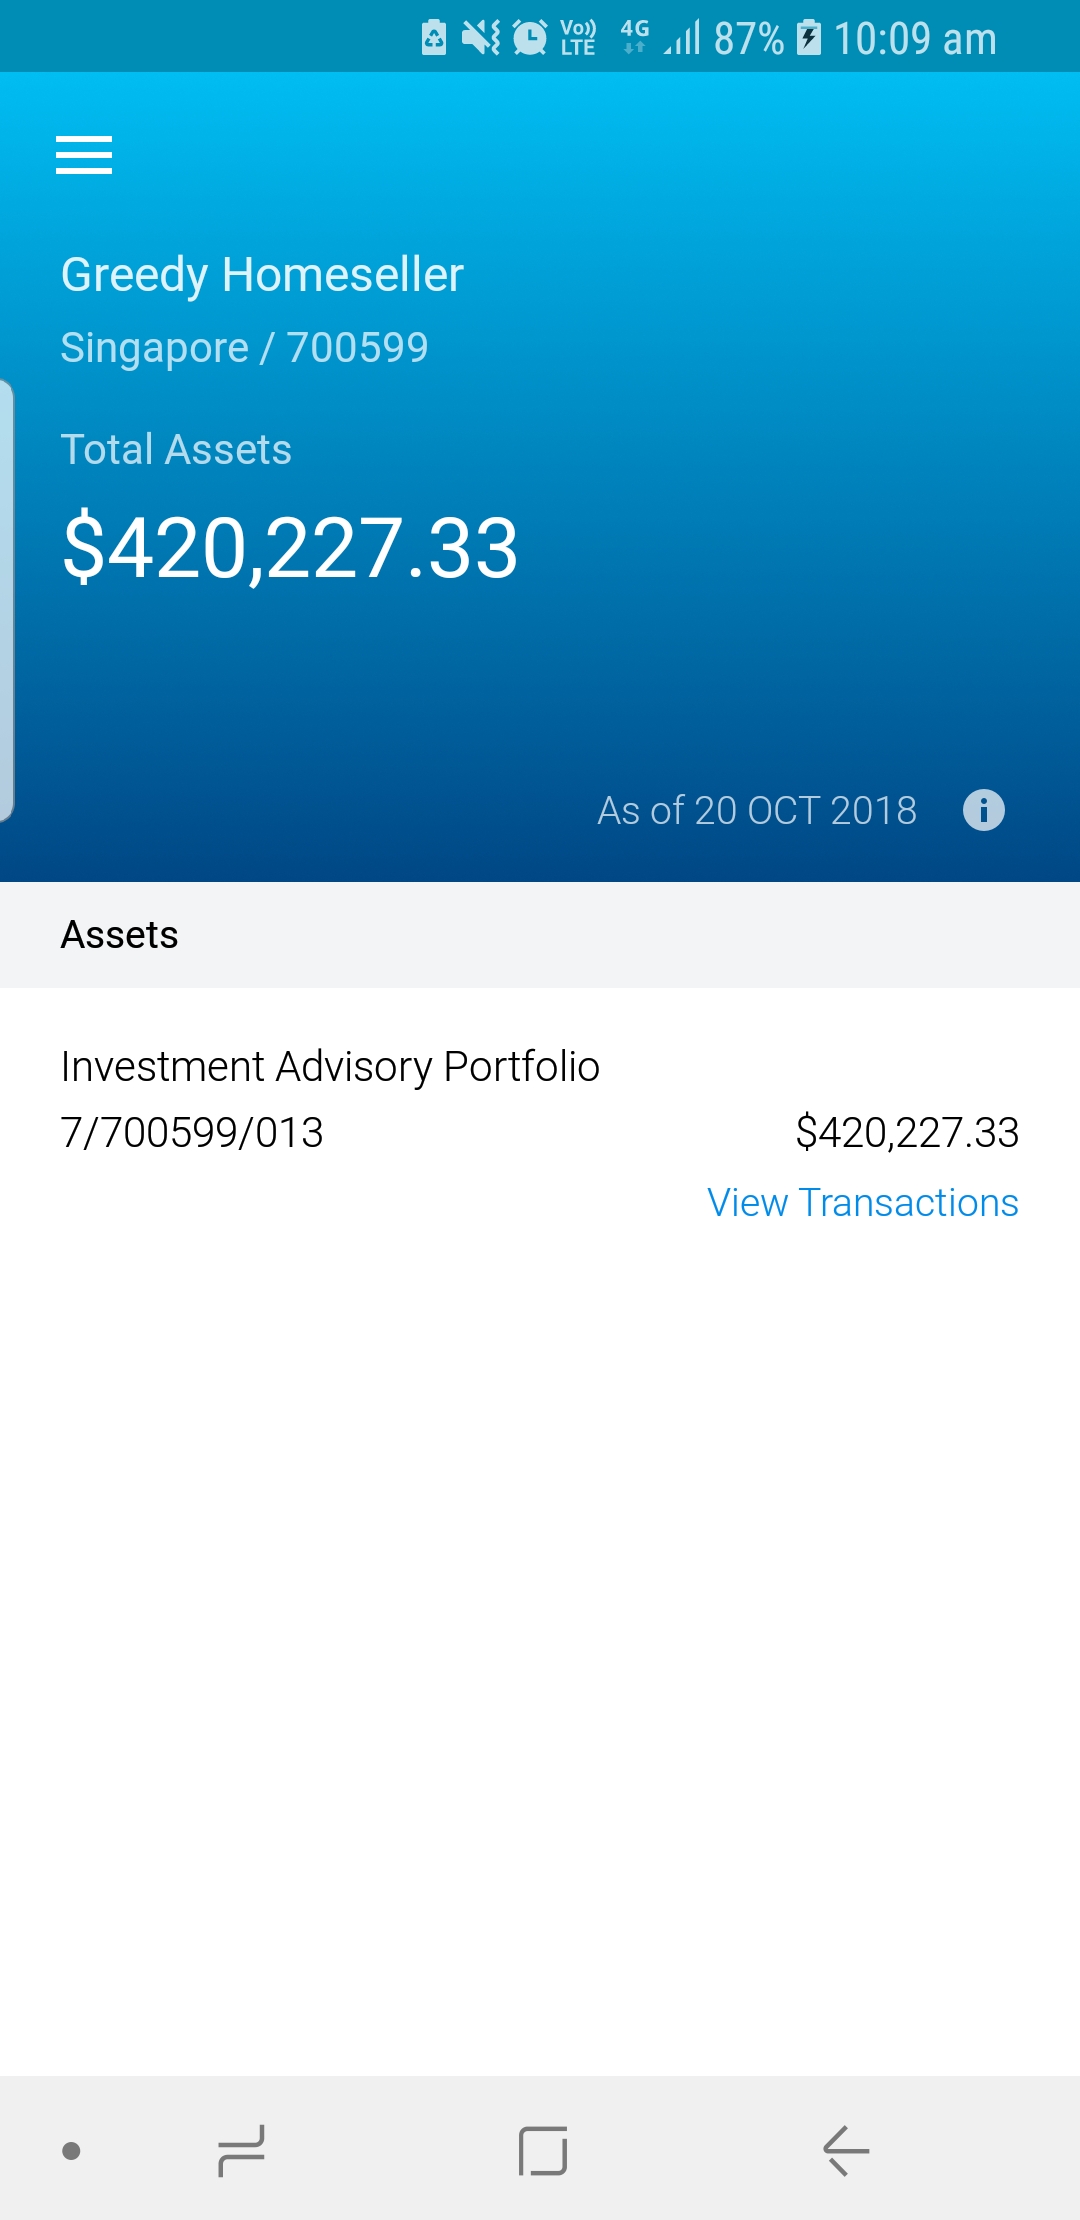 Vo)) LTE 4G 87% 10:09 am
Greedy Homeseller
Singapore / 700599
Total Assets
$420,227.33
As of 20 OCT 2018
Assets
Investment Advisory Portfolio
7/700599/013 $420,227.33
View Transactions